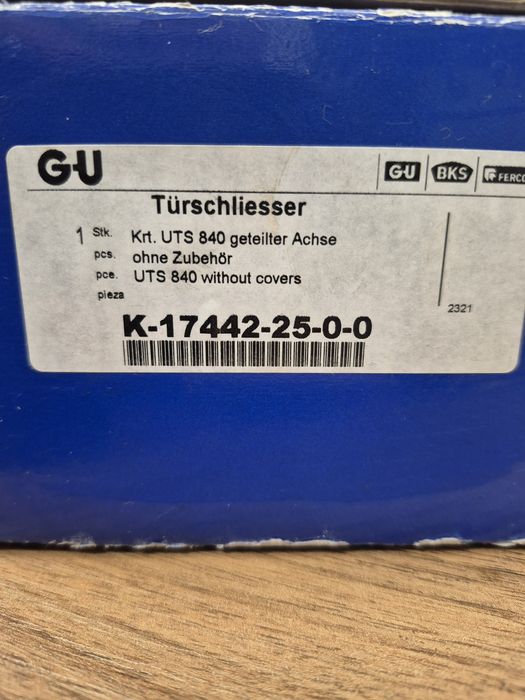 G-U
G-U BKS FERCO
Türschliesser
1 Stk. Krt. UTS 840 geteilter Achse
pcs. ohne Zubehör
pce. UTS 840 without covers
pieza
2321
K-17442-25-0-0